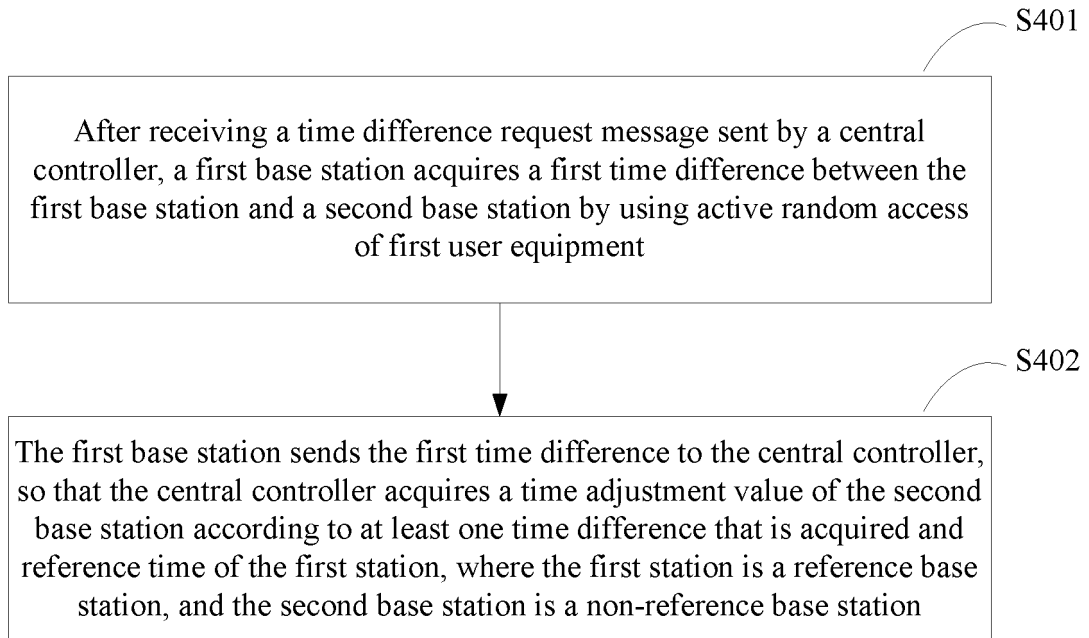 S401
After receiving a time difference request message sent by a central
controller, a first base station acquires a first time difference between the
first base station and a second base station by using active random access
of first user equipment
S402
The first base station sends the first time difference to the central controller,
so that the central controller acquires a time adjustment value of the second
base station according to at least one time difference that is acquired and
reference time of the first station, where the first station is a reference base
station, and the second base station is a non-reference base station